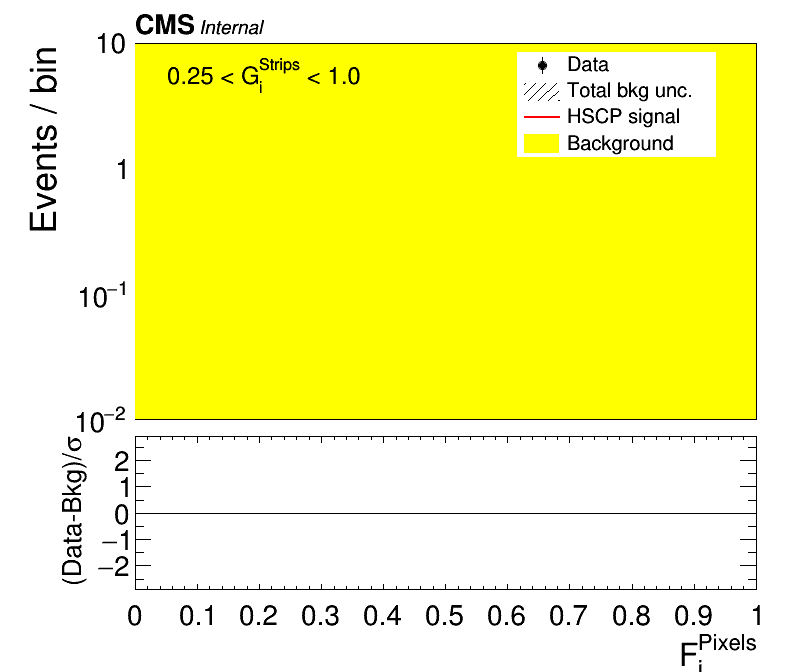 CMS Internal
Events / bin
10
1
10⁻¹
10⁻²
0.25 < G_i^Strips < 1.0
Data
Total bkg unc.
HSCP signal
Background
(Data-Bkg)/σ
2
1
0
−1
−2
0 0.1 0.2 0.3 0.4 0.5 0.6 0.7 0.8 0.9 1
F_i^Pixels